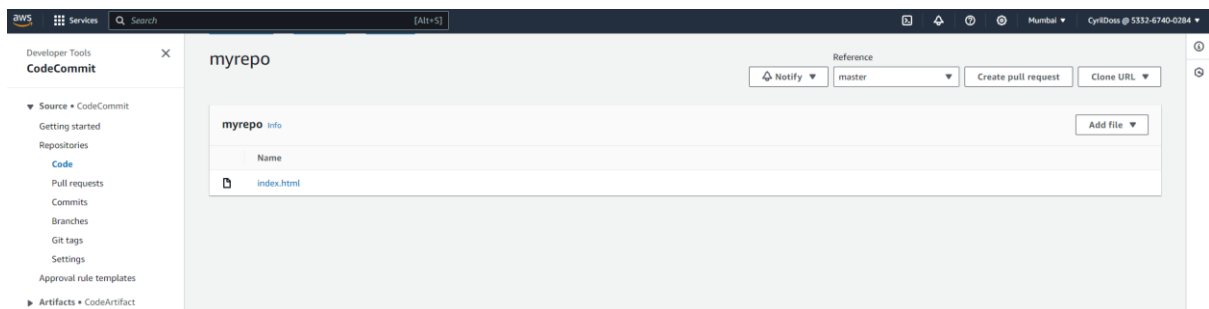 aws Services Search [Alt+S] Mumbai CyrilDoss @ 5332-6740-0284
Developer Tools
CodeCommit
Source • CodeCommit
Getting started
Repositories
Code
Pull requests
Commits
Branches
Git tags
Settings
Approval rule templates
Artifacts • CodeArtifact
myrepo
Reference
Notify master Create pull request Clone URL
myrepo Info Add file
Name
index.html